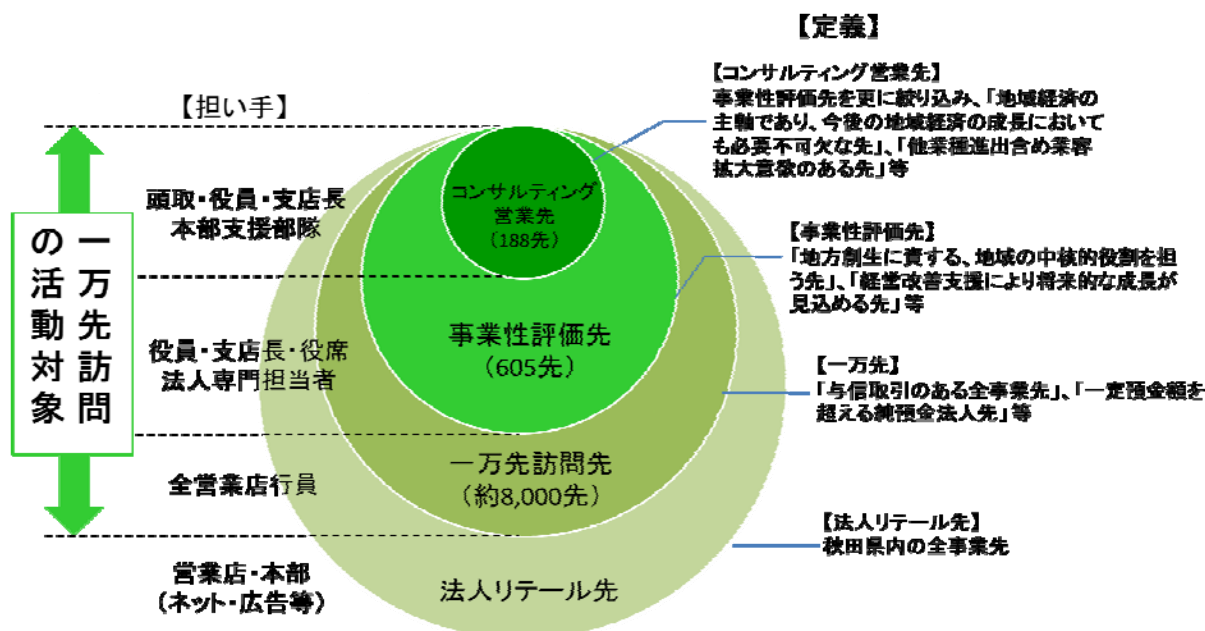 【定義】
【コンサルティング営業先】
事業性評価先を更に絞り込み、「地域経済の
主軸であり、今後の地域経済の成長において
も必要不可欠な先」、「他業種進出含め業容
拡大意欲のある先」等
【担い手】
頭取・役員・支店長
本部支援部隊
コンサルティング
営業先
（188先）
一万先訪問
の活動対象
【事業性評価先】
「地方創生に資する、地域の中核的役割を担
う先」、「経営改善支援により将来的な成長が
見込める先」等
役員・支店長・役席
法人専門担当者
事業性評価先
（605先）
【一万先】
「与信取引のある全事業先」、「一定預金額を
超える純預金法人先」等
全営業店行員
一万先訪問先
（約8,000先）
【法人リテール先】
秋田県内の全事業先
営業店・本部
（ネット・広告等）
法人リテール先